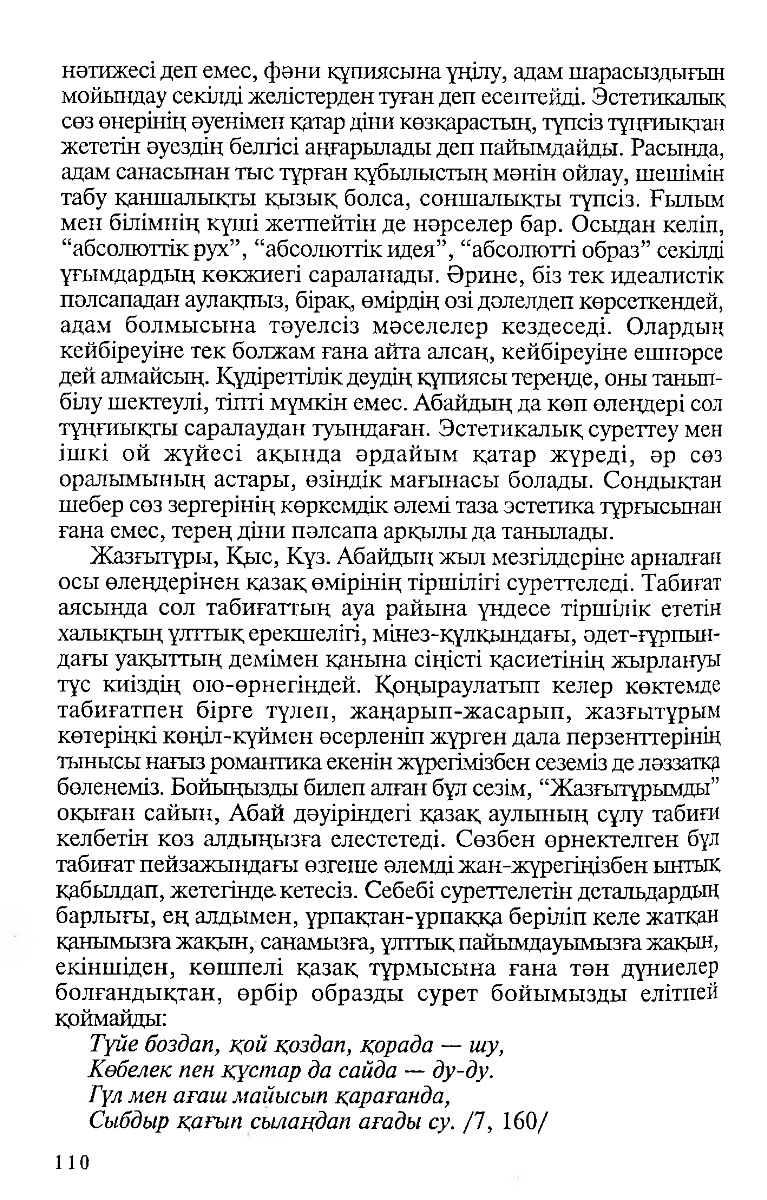 нәтижесі деп емес, фәни құпиясына үңілу, адам шарасыздығын
мойындау секілді желістерден туған деп есептейді. Эстетикалық
сөз өнерінің әуенімен қатар діни көзқарастың, түпсіз тұңғиықтан
жететін әуездің белгісі аңғарылады деп пайымдайды. Расында,
адам санасынан тыс тұрған құбылыстың мәнін ойлау, шешімін
табу қаншалықты қызық болса, соншалықты түпсіз. Ғылым
мен білімнің күші жетпейтін де нәрселер бар. Осыдан келіп,
“абсолюттік рух”, “абсолюттік идея”, “абсолютті образ” секілді
ұғымдардың көкжиегі сараланады. Әрине, біз тек идеалистік
пәлсападан аулақпыз, бірақ, өмірдің өзі дәлелдеп көрсеткендей,
адам болмысына тәуелсіз мәселелер кездеседі. Олардың
кейбіреуіне тек болжам ғана айта алсаң, кейбіреуіне ешнәрсе
дей алмайсың. Құдіреттілік деудің құпиясы тереңде, оны танып-
білу шектеулі, тіпті мүмкін емес. Абайдың да көп өлеңдері сол
тұңғиықты саралаудан туындаған. Эстетикалық суреттеу мен
ішкі ой жүйесі ақында әрдайым қатар жүреді, әр сөз
оралымының астары, өзіндік мағынасы болады. Сондықтан
шебер сөз зергерінің көркемдік әлемі таза эстетика тұрғысынан
ғана емес, терең діни пәлсапа арқылы да танылады.
Жазғытұры, Қыс, Күз. Абайдың жыл мезгілдеріне арналған
осы өлеңдерінен қазақ өмірінің тіршілігі суреттеледі. Табиғат
аясында сол табиғаттың ауа райына үндесе тіршілік ететін
халықтың ұлттық ерекшелігі, мінез-құлқындағы, әдет-ғұрпын-
дағы уақыттың демімен қанына сіңісті қасиетінің жырлануы
тұс киіздің ою-өрнегіндей. Қоңыраулатып келер көктемде
табиғатпен бірге түлеп, жаңарып-жасарып, жазғытұрым
көтеріңкі көңіл-күймен әсерленіп жүрген дала перзенттерінің
тынысы нағыз романтика екенін жүрегімізбен сеземіз де ләззатқа
бөленеміз. Бойыңызды билеп алған бұл сезім, “Жазғытұрымды”
оқыған сайын, Абай дәуіріндегі қазақ аулының сұлу табиғи
келбетін көз алдыңызға елестетеді. Сөзбен өрнектелген бұл
табиғат пейзажындағы өзгеше әлемді жан-жүрегіңізбен ынтық
қабылдап, жетегінде кетесіз. Себебі суреттелетін детальдардың
барлығы, ең алдымен, ұрпақтан-ұрпаққа беріліп келе жатқан
қанымызға жақын, санамызға, ұлттық пайымдауымызға жақын,
екіншіден, көшпелі қазақ тұрмысына ғана тән дүниелер
болғандықтан, әрбір образды сурет бойымызды елітпей
қоймайды:
Түйе боздап, қой қоздап, қорада — шу,
Көбелек пен құстар да сайда — ду-ду.
Гүл мен ағаш майысып қарағанда,
Сыбдыр қағып сылаңдап ағады су. /7, 160/
110